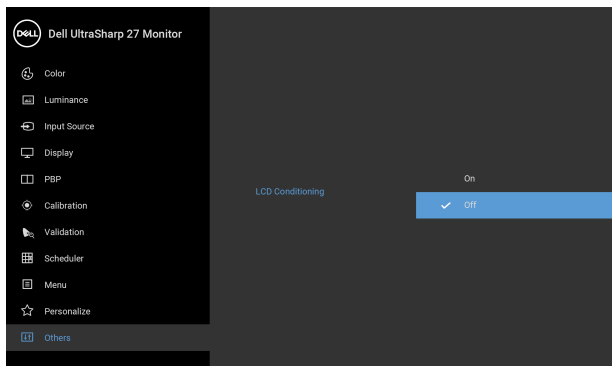 DELL Dell UltraSharp 27 Monitor
Color
Luminance
Input Source
Display
PBP
Calibration
Validation
Scheduler
Menu
Personalize
Others
LCD Conditioning
On
Off